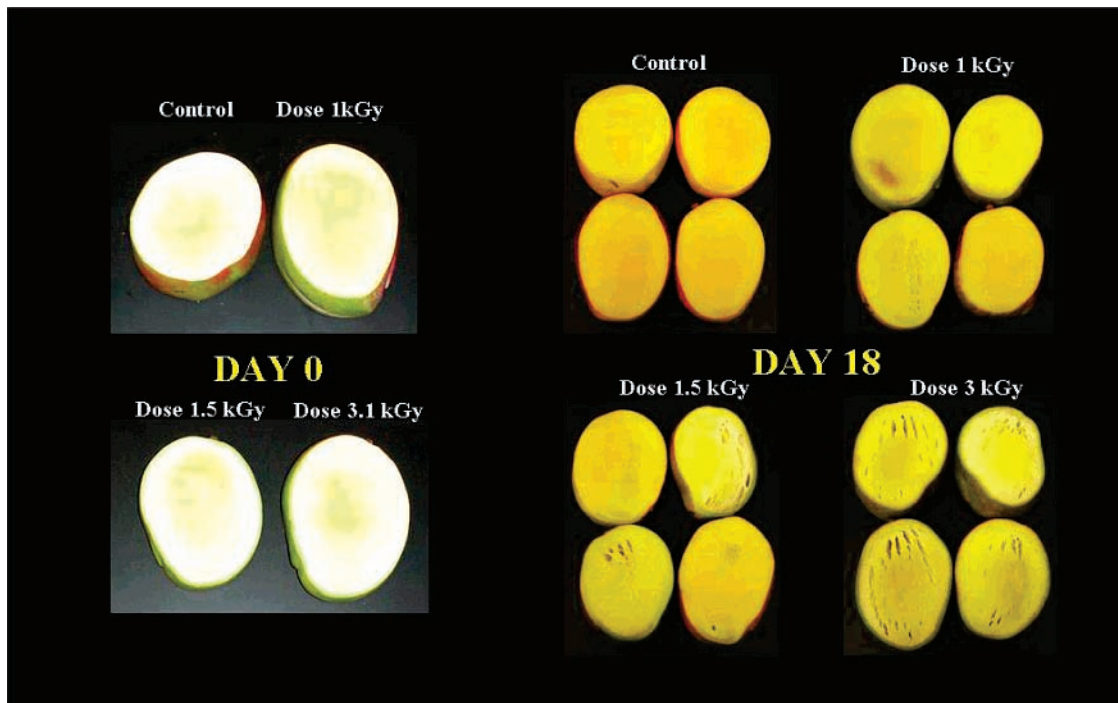 Control
Dose 1kGy
DAY 0
Dose 1.5 kGy
Dose 3.1 kGy
Control
Dose 1 kGy
DAY 18
Dose 1.5 kGy
Dose 3 kGy